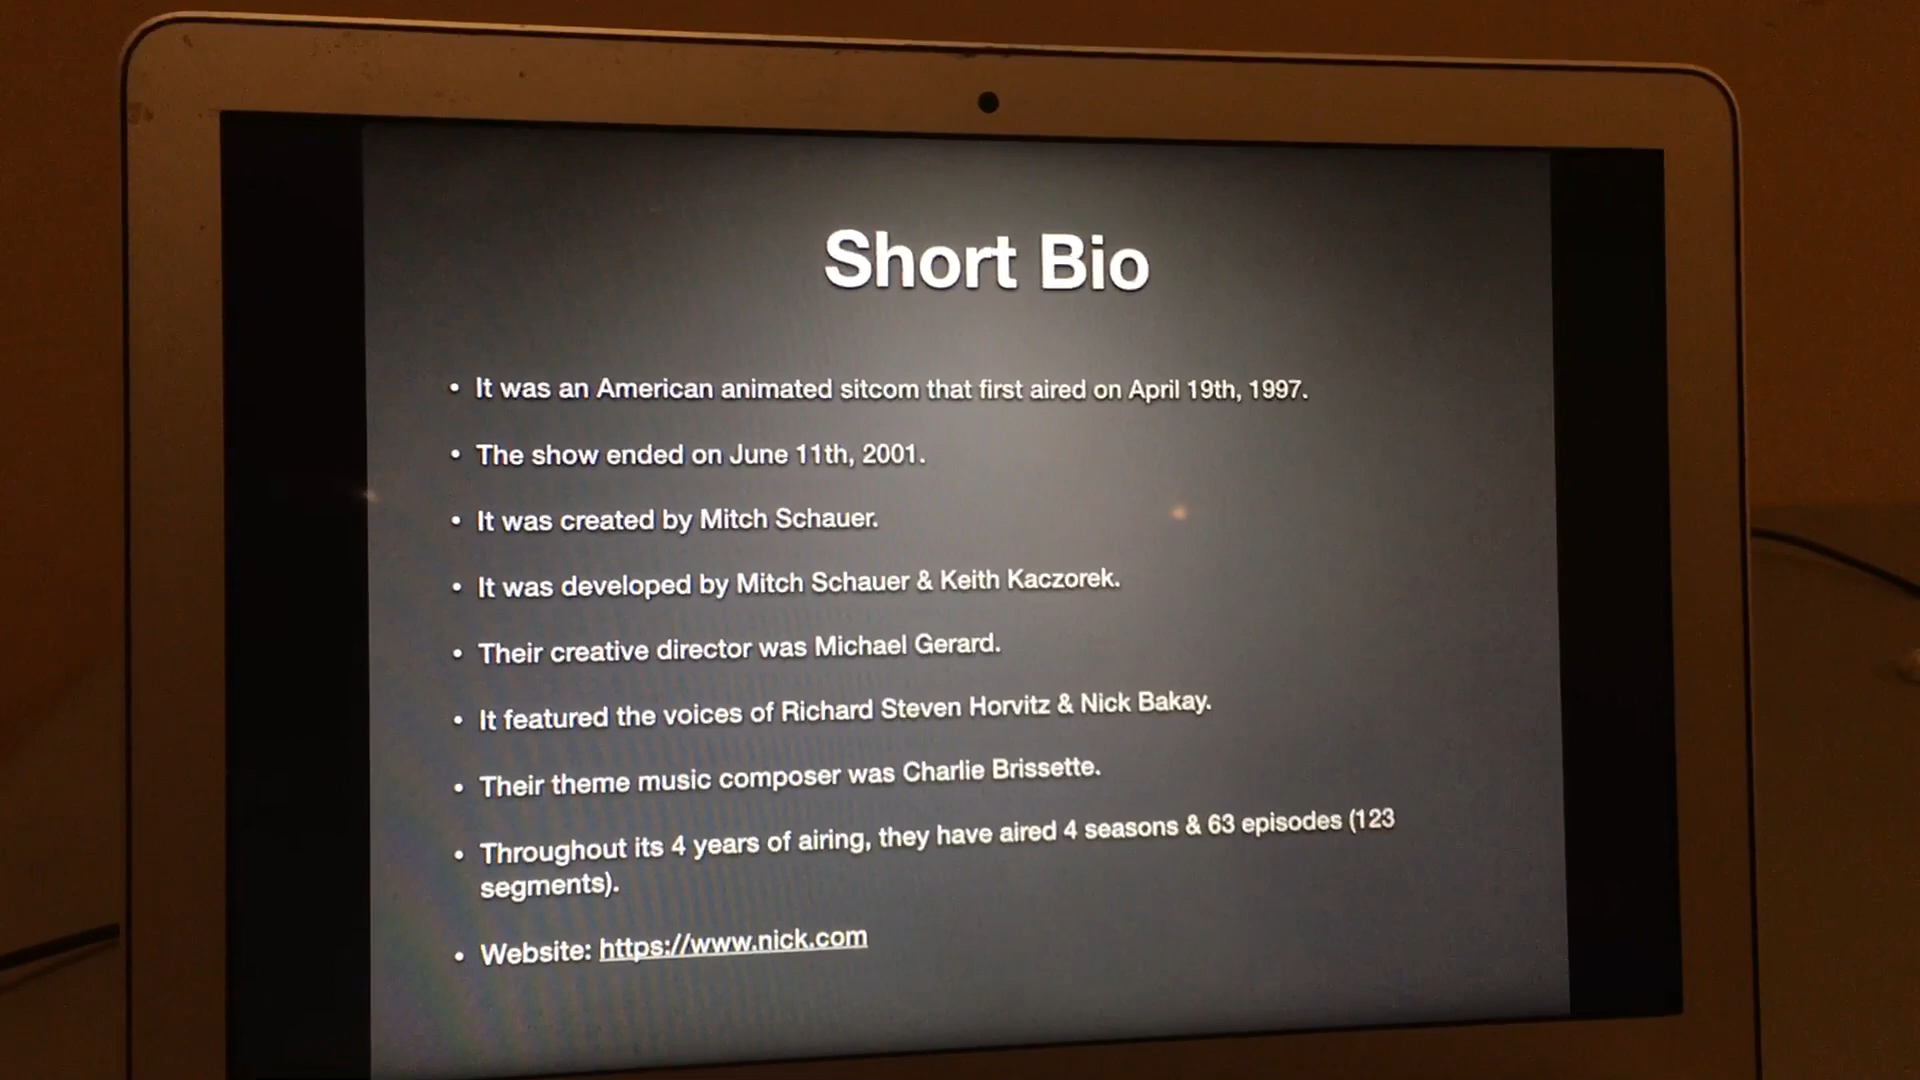 Short Bio
• It was an American animated sitcom that first aired on April 19th, 1997.
• The show ended on June 11th, 2001.
• It was created by Mitch Schauer.
• It was developed by Mitch Schauer & Keith Kaczorek.
• Their creative director was Michael Gerard.
• It featured the voices of Richard Steven Horvitz & Nick Bakay.
• Their theme music composer was Charlie Brissette.
• Throughout its 4 years of airing, they have aired 4 seasons & 63 episodes (123
segments).
• Website: https://www.nick.com